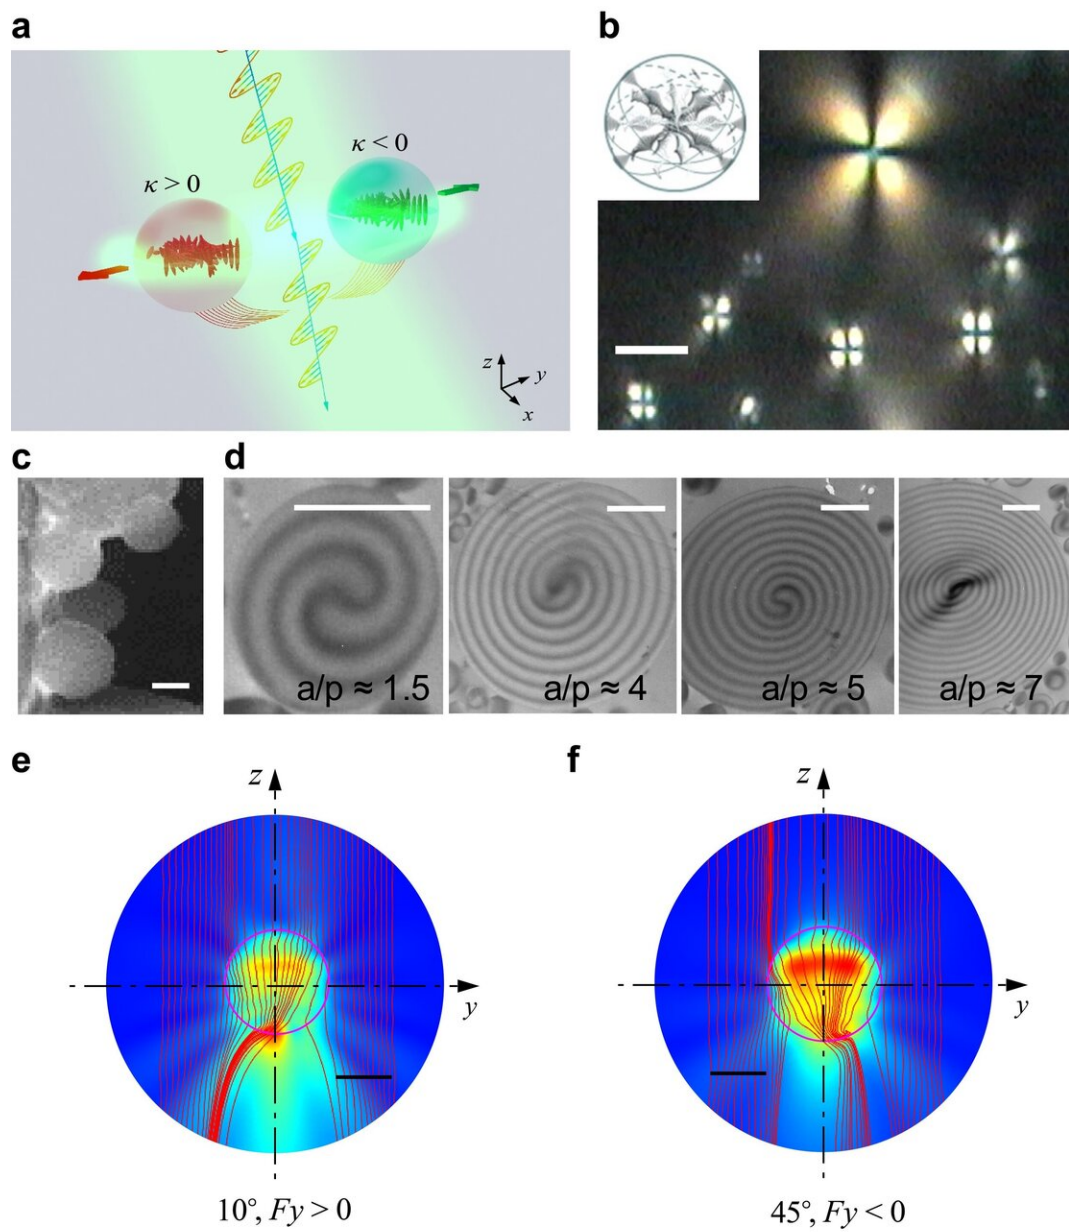 a
b
κ > 0
κ < 0
z
y
x
c
d
a/p ≈ 1.5
a/p ≈ 4
a/p ≈ 5
a/p ≈ 7
e
f
z
y
10°, Fy > 0
z
y
45°, Fy < 0